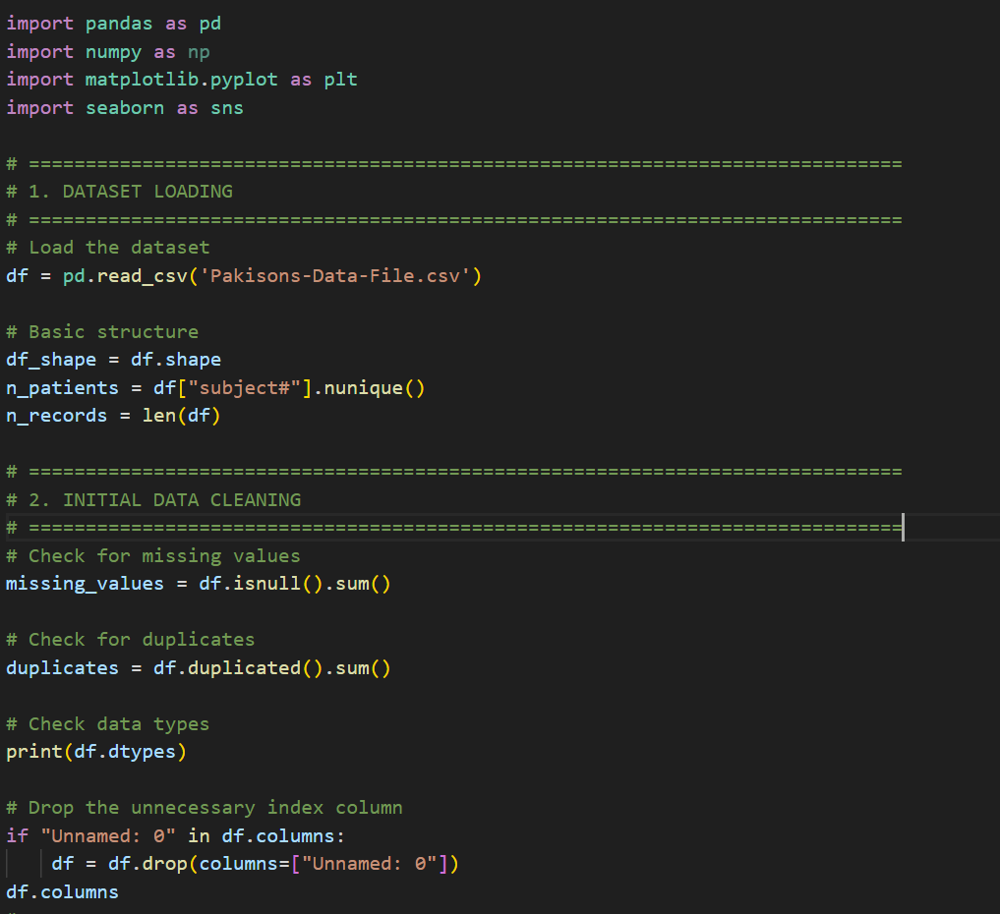 import pandas as pd
import numpy as np
import matplotlib.pyplot as plt
import seaborn as sns
# =============================================================================
# 1. DATASET LOADING
# =============================================================================
# Load the dataset
df = pd.read_csv('Pakisons-Data-File.csv')
# Basic structure
df_shape = df.shape
n_patients = df["subject#"].nunique()
n_records = len(df)
# =============================================================================
# 2. INITIAL DATA CLEANING
# =============================================================================
# Check for missing values
missing_values = df.isnull().sum()
# Check for duplicates
duplicates = df.duplicated().sum()
# Check data types
print(df.dtypes)
# Drop the unnecessary index column
if "Unnamed: 0" in df.columns:
    df = df.drop(columns=["Unnamed: 0"])
df.columns